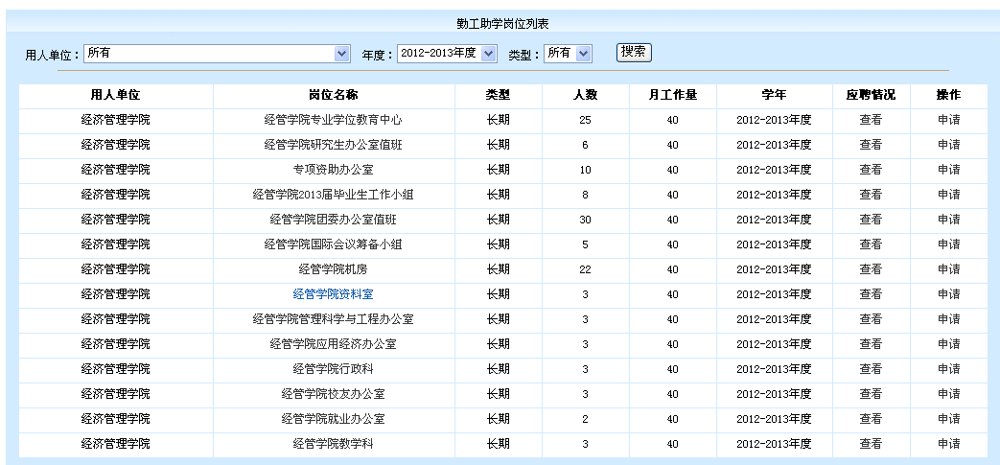 勤工助学岗位列表
用人单位： 所有 年度： 2012-2013年度 类型： 所有 搜索
用人单位 岗位名称 类型 人数 月工作量 学年 应聘情况 操作
经济管理学院 经管学院专业学位教育中心 长期 25 40 2012-2013年度 查看 申请
经济管理学院 经管学院研究生办公室值班 长期 6 40 2012-2013年度 查看 申请
经济管理学院 专项资助办公室 长期 10 40 2012-2013年度 查看 申请
经济管理学院 经管学院2013届毕业生工作小组 长期 8 40 2012-2013年度 查看 申请
经济管理学院 经管学院团委办公室值班 长期 30 40 2012-2013年度 查看 申请
经济管理学院 经管学院国际会议筹备小组 长期 5 40 2012-2013年度 查看 申请
经济管理学院 经管学院机房 长期 22 40 2012-2013年度 查看 申请
经济管理学院 经管学院资料室 长期 3 40 2012-2013年度 查看 申请
经济管理学院 经管学院管理科学与工程办公室 长期 3 40 2012-2013年度 查看 申请
经济管理学院 经管学院应用经济办公室 长期 3 40 2012-2013年度 查看 申请
经济管理学院 经管学院行政科 长期 3 40 2012-2013年度 查看 申请
经济管理学院 经管学院校友办公室 长期 3 40 2012-2013年度 查看 申请
经济管理学院 经管学院就业办公室 长期 2 40 2012-2013年度 查看 申请
经济管理学院 经管学院教学科 长期 3 40 2012-2013年度 查看 申请